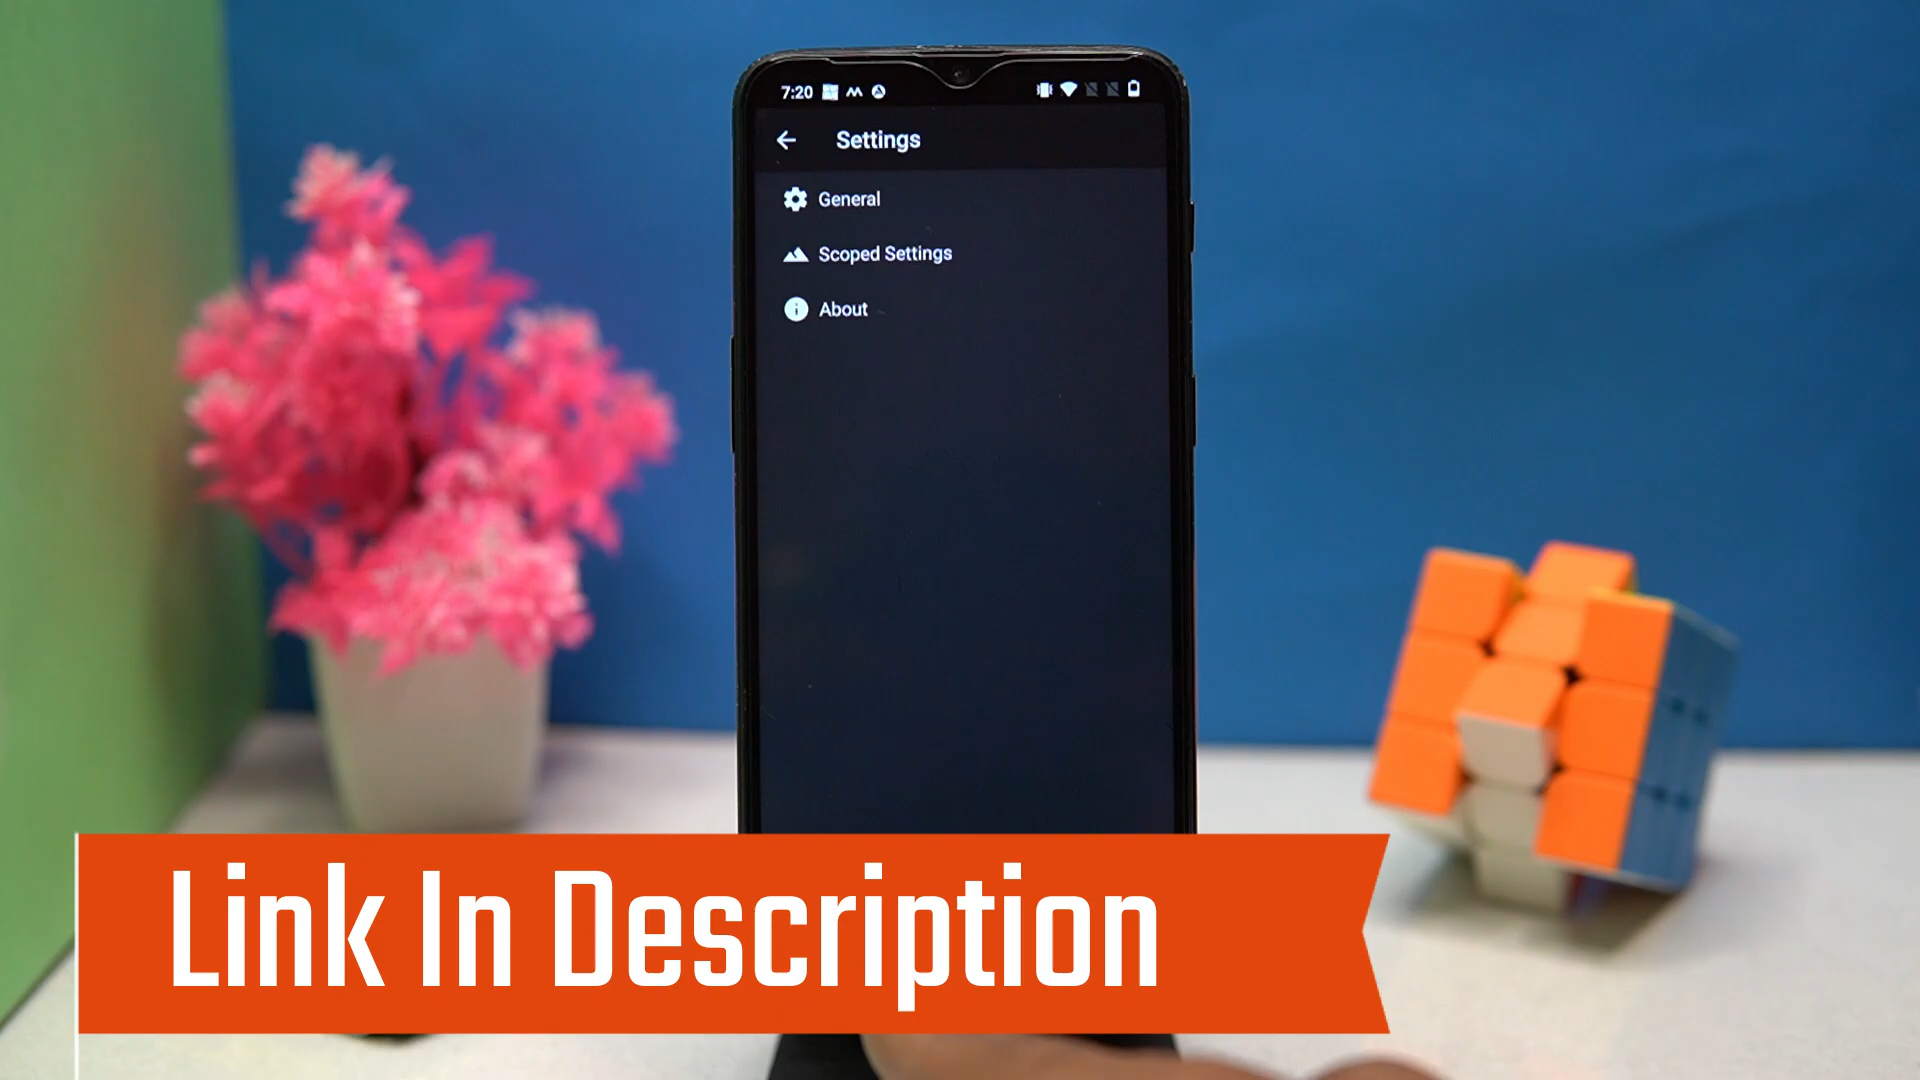 7:20
Settings
General
Scoped Settings
About
Link In Description